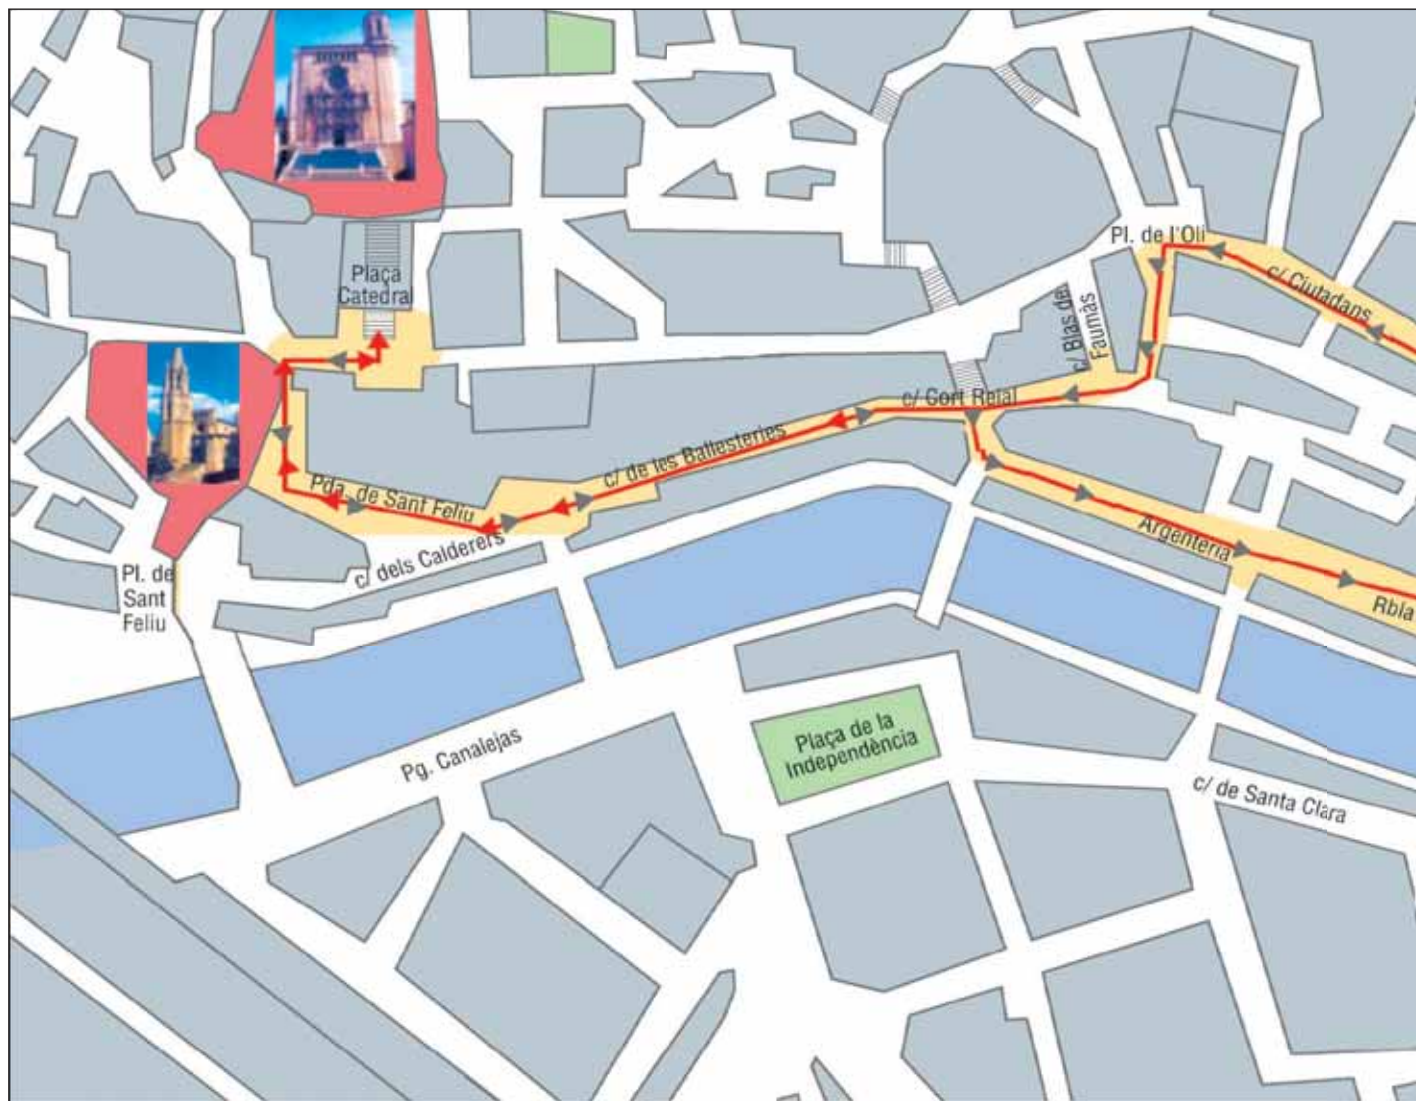 Pl. de l'Oli
Plaça
Catedral
c/ Ciutadans
c/ Blas de
Faumàs
c/ Cort Reial
c/ de les Ballesteries
Pda. de Sant Feliu
Argenteria
c/ dels Calderers
Pl. de
Sant
Feliu
Rbla
Plaça de la
Independència
Pg. Canalejas
c/ de Santa Clara